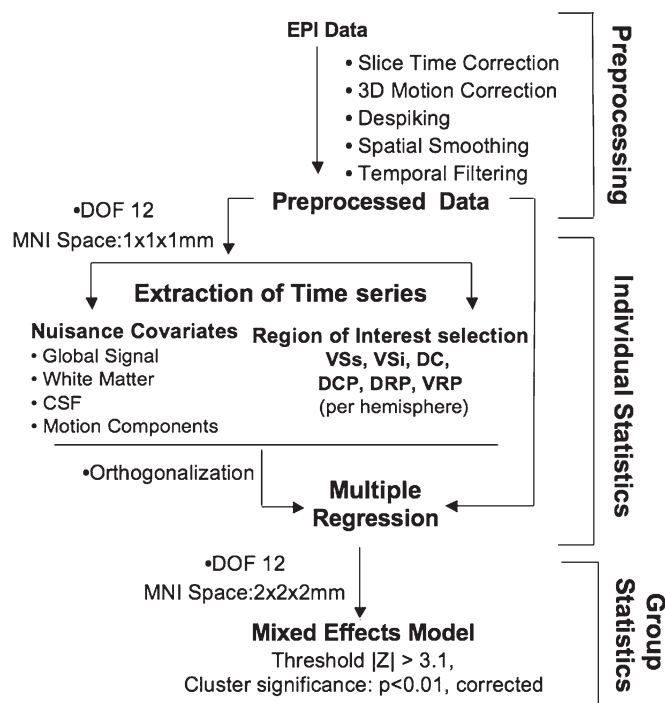 EPI Data
• Slice Time Correction
• 3D Motion Correction
• Despiking
• Spatial Smoothing
• Temporal Filtering
Preprocessing
Preprocessed Data
•DOF 12
MNI Space:1x1x1mm
Extraction of Time series
Nuisance Covariates
• Global Signal
• White Matter
• CSF
• Motion Components
Region of Interest selection
VSs, VSi, DC,
DCP, DRP, VRP
(per hemisphere)
•Orthogonalization
Multiple
Regression
Individual Statistics
•DOF 12
MNI Space:2x2x2mm
Mixed Effects Model
Threshold |Z| > 3.1,
Cluster significance: p<0.01, corrected
Group
Statistics